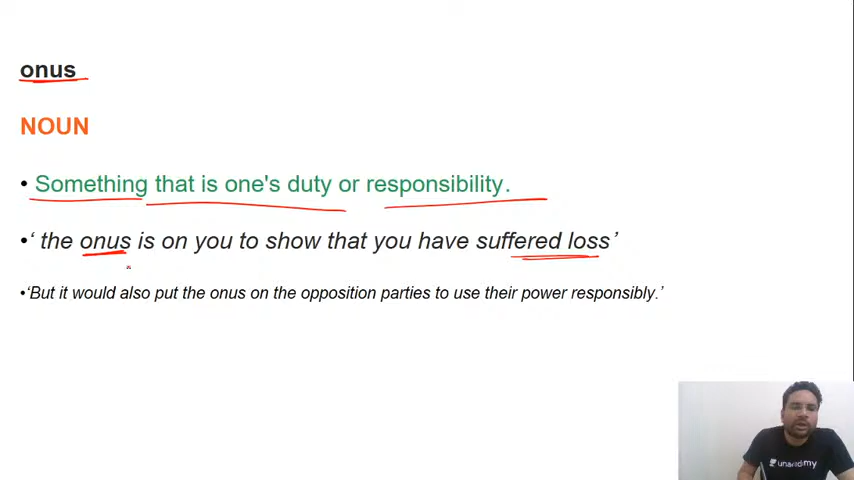 onus
NOUN
• Something that is one's duty or responsibility.
•‘ the onus is on you to show that you have suffered loss’
•‘But it would also put the onus on the opposition parties to use their power responsibly.’
unacademy